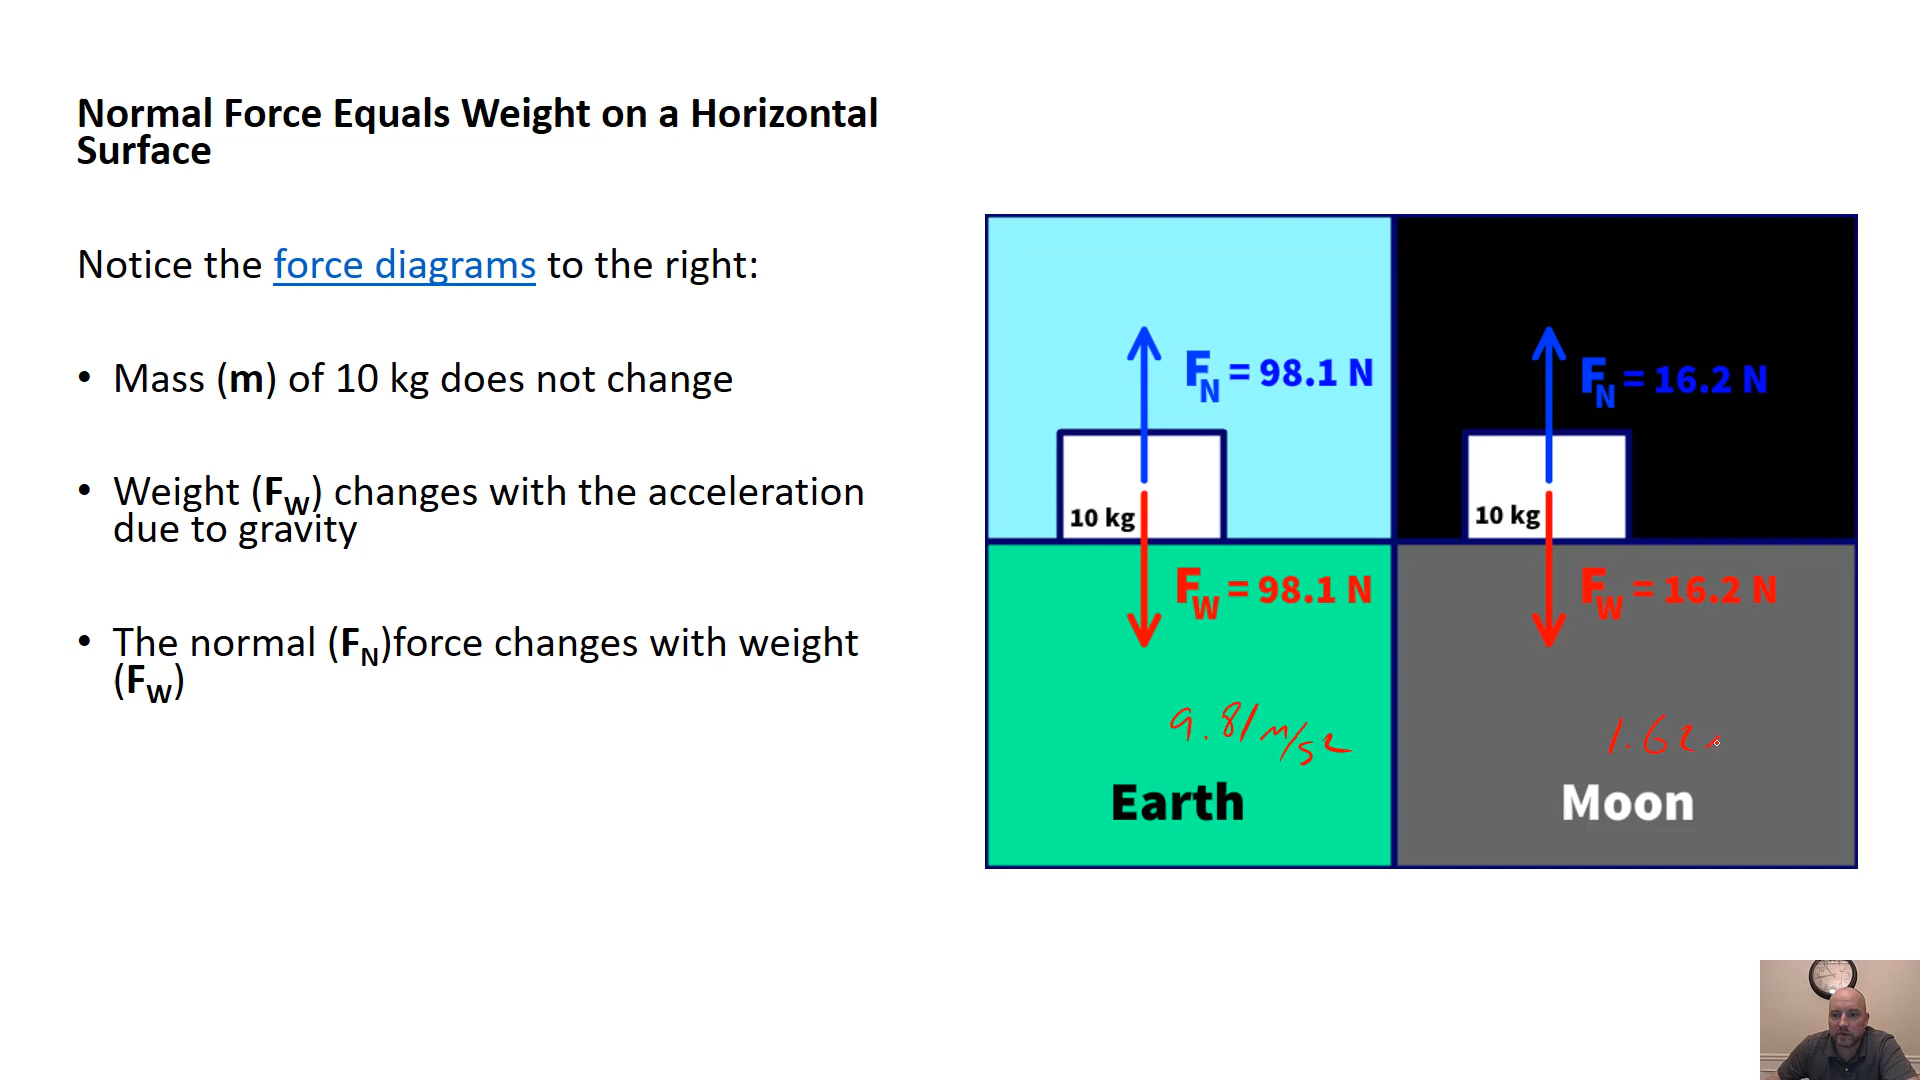 Normal Force Equals Weight on a Horizontal
Surface
Notice the force diagrams to the right:
• Mass (m) of 10 kg does not change
• Weight (FW) changes with the acceleration
due to gravity
• The normal (FN)force changes with weight
(FW)
FN = 98.1 N
10 kg
FW = 98.1 N
9.81 m/s2
Earth
FN = 16.2 N
10 kg
FW = 16.2 N
1.62
Moon